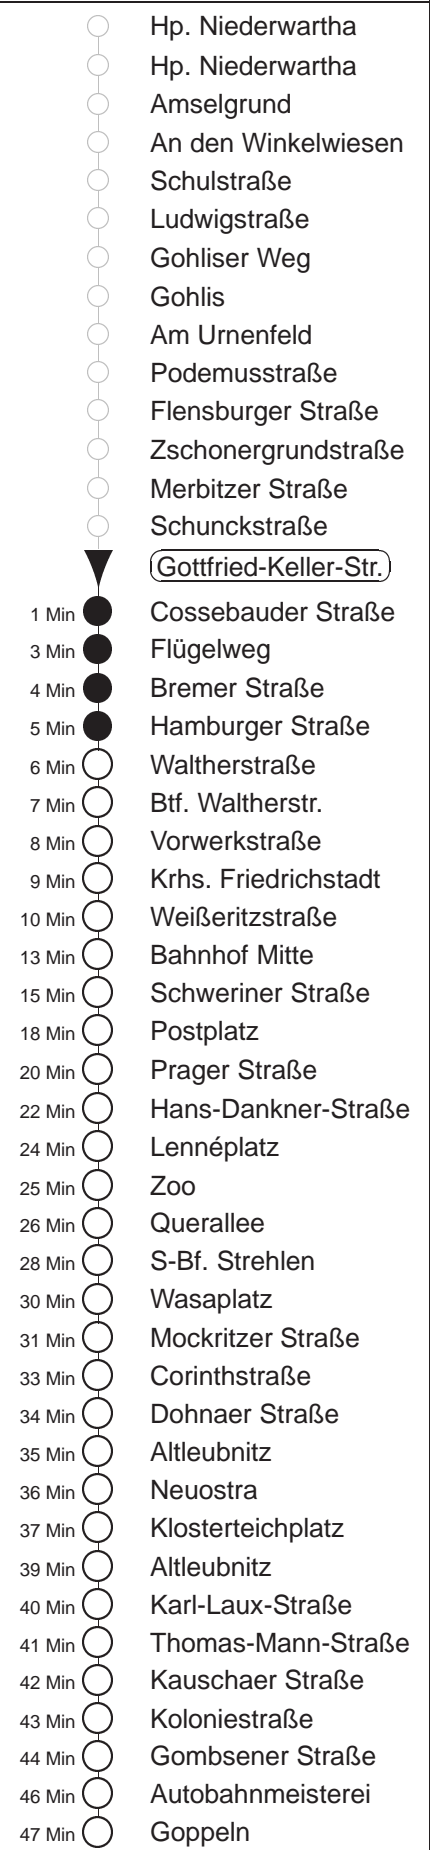 Hp. Niederwartha
Hp. Niederwartha
Amselgrund
An den Winkelwiesen
Schulstraße
Ludwigstraße
Gohliser Weg
Gohlis
Am Urnenfeld
Podemusstraße
Flensburger Straße
Zschonergrundstraße
Merbitzer Straße
Schunckstraße
Gottfried-Keller-Str.
1 Min Cossebauder Straße
3 Min Flügelweg
4 Min Bremer Straße
5 Min Hamburger Straße
6 Min Waltherstraße
7 Min Btf. Waltherstr.
8 Min Vorwerkstraße
9 Min Krhs. Friedrichstadt
10 Min Weißeritzstraße
13 Min Bahnhof Mitte
15 Min Schweriner Straße
18 Min Postplatz
20 Min Prager Straße
22 Min Hans-Dankner-Straße
24 Min Lennéplatz
25 Min Zoo
26 Min Querallee
28 Min S-Bf. Strehlen
30 Min Wasaplatz
31 Min Mockritzer Straße
33 Min Corinthstraße
34 Min Dohnaer Straße
35 Min Altleubnitz
36 Min Neuostra
37 Min Klosterteichplatz
39 Min Altleubnitz
40 Min Karl-Laux-Straße
41 Min Thomas-Mann-Straße
42 Min Kauschaer Straße
43 Min Koloniestraße
44 Min Gombsener Straße
46 Min Autobahnmeisterei
47 Min Goppeln